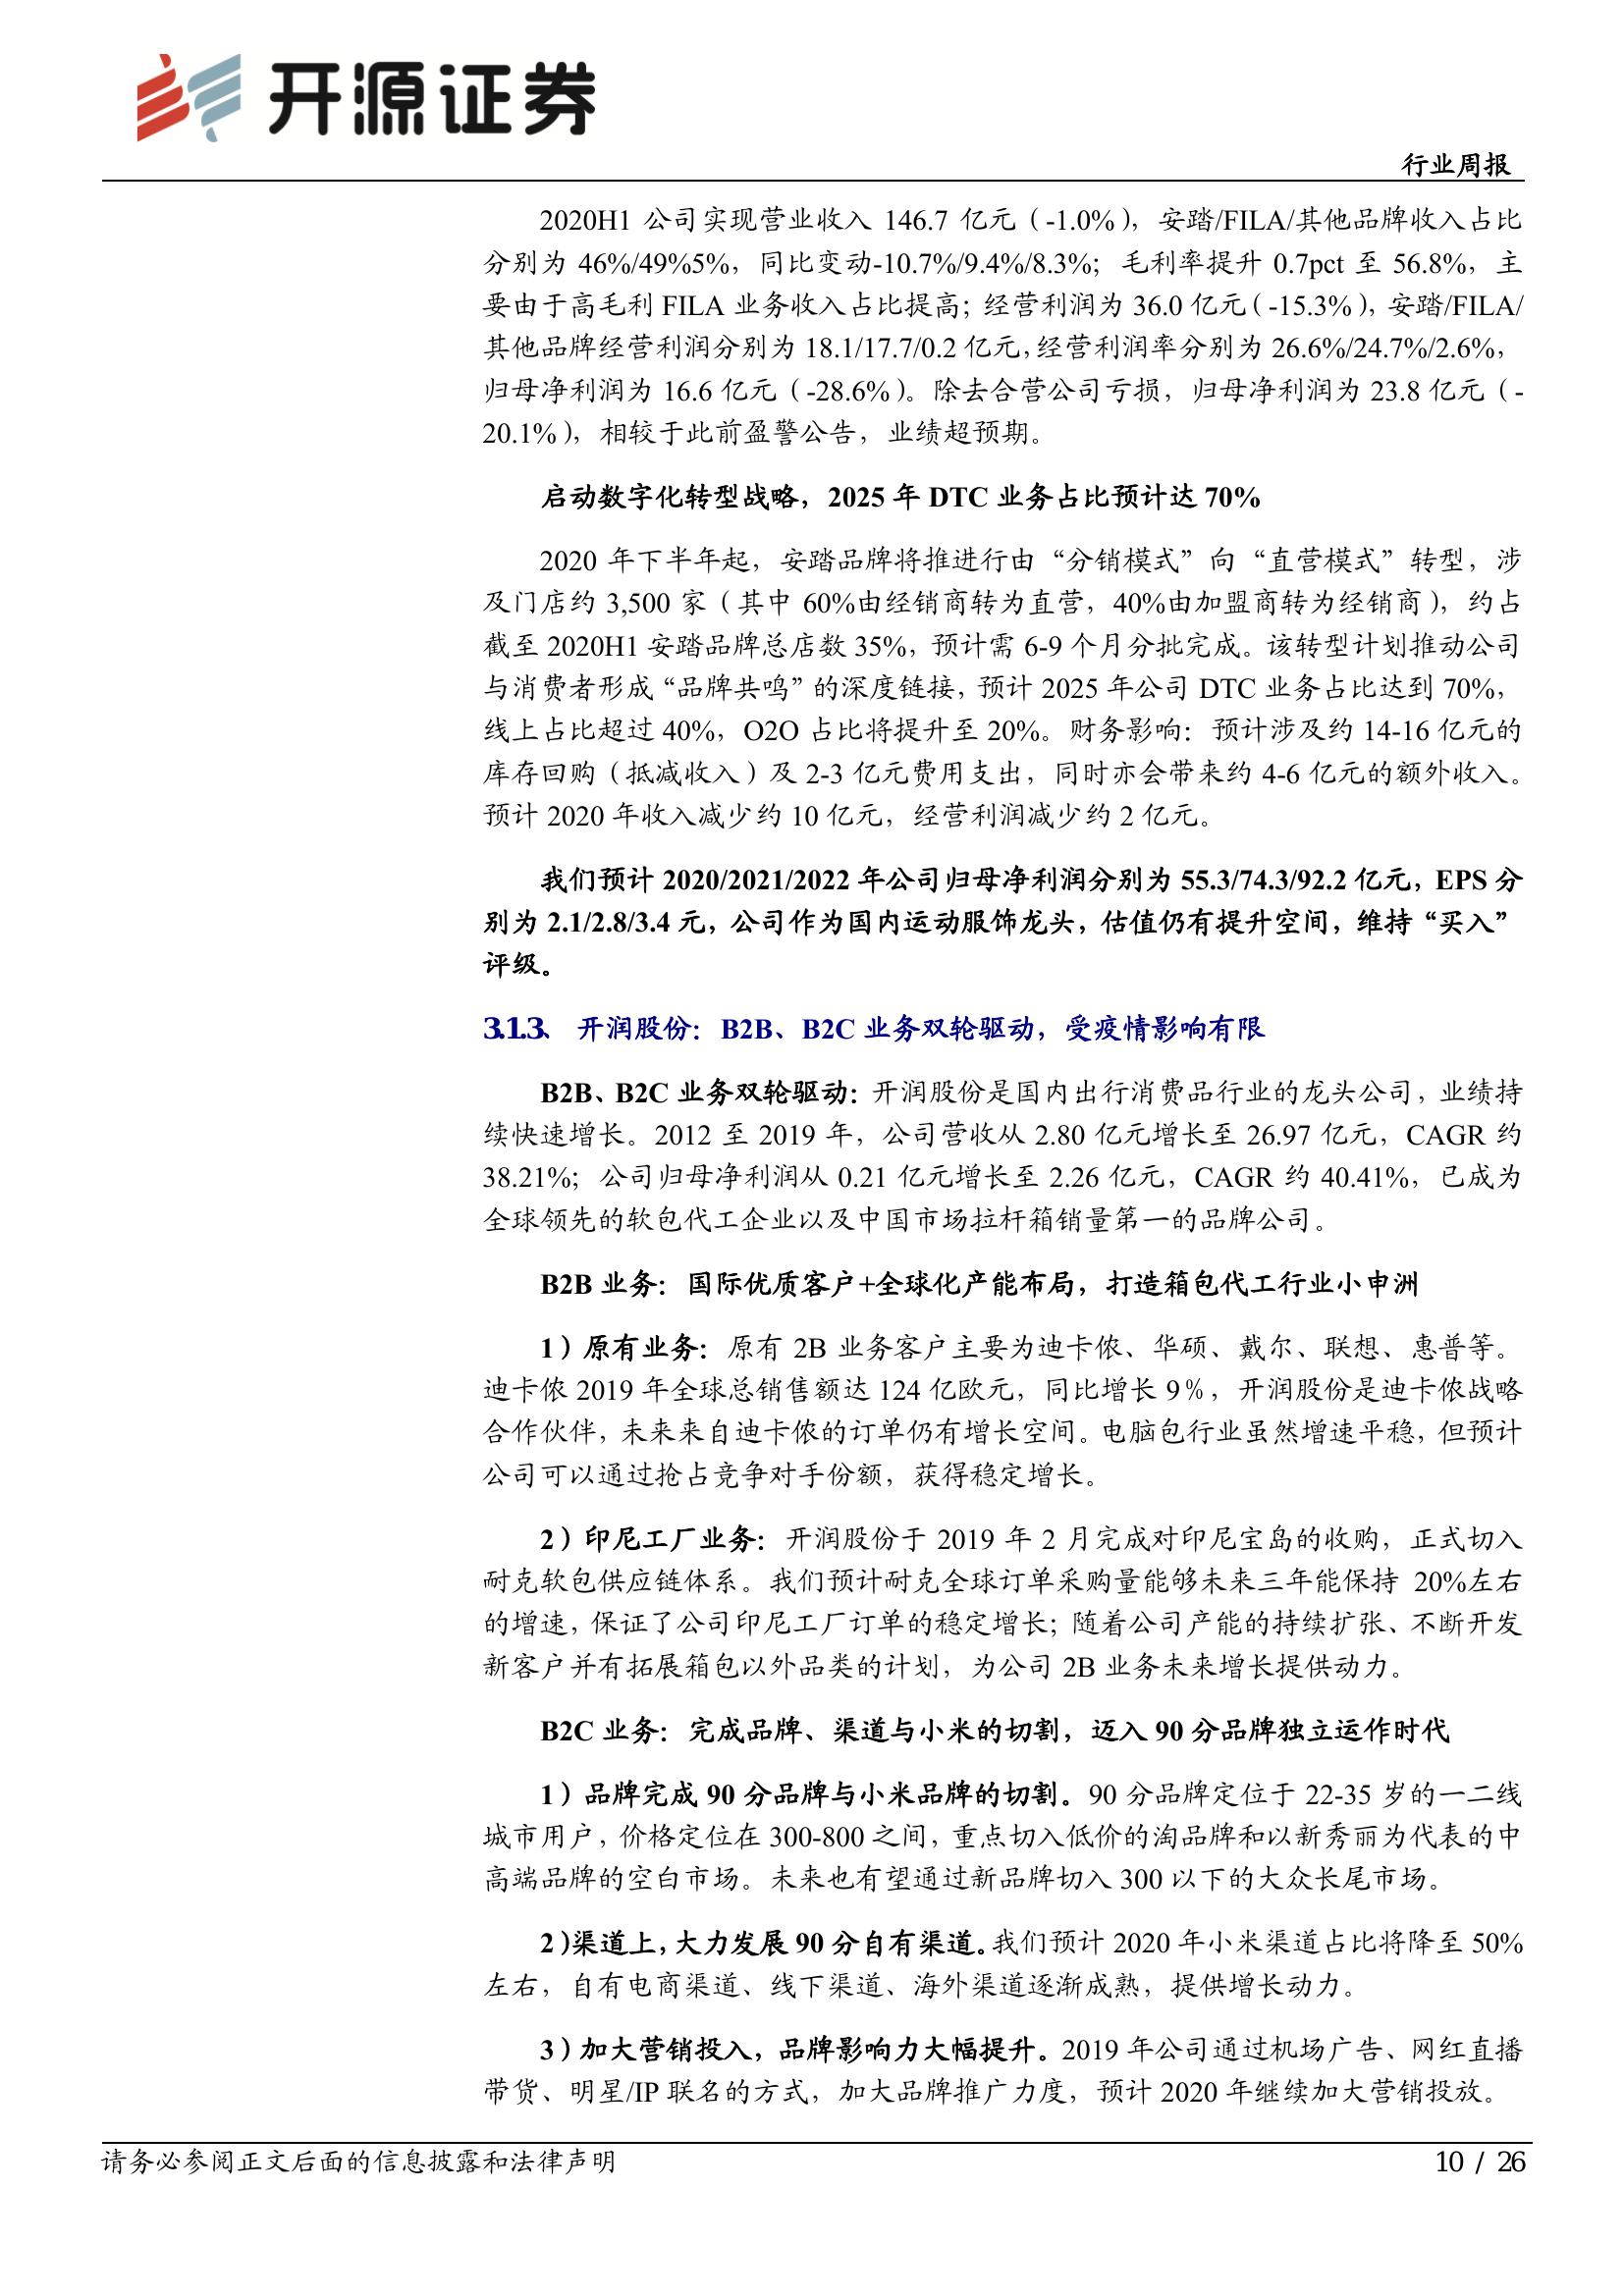 开源证券
行业周报
2020H1 公司实现营业收入 146.7 亿元（-1.0%），安踏/FILA/其他品牌收入占比
分别为 46%/49%5%，同比变动-10.7%/9.4%/8.3%；毛利率提升 0.7pct 至 56.8%，主
要由于高毛利 FILA 业务收入占比提高；经营利润为 36.0 亿元（-15.3%），安踏/FILA/
其他品牌经营利润分别为 18.1/17.7/0.2 亿元，经营利润率分别为 26.6%/24.7%/2.6%，
归母净利润为 16.6 亿元（-28.6%）。除去合营公司亏损，归母净利润为 23.8 亿元（-
20.1%），相较于此前盈警公告，业绩超预期。
启动数字化转型战略，2025 年 DTC 业务占比预计达 70%
2020 年下半年起，安踏品牌将推进行由“分销模式”向“直营模式”转型，涉
及门店约 3,500 家（其中 60%由经销商转为直营，40%由加盟商转为经销商），约占
截至 2020H1 安踏品牌总店数 35%，预计需 6-9 个月分批完成。该转型计划推动公司
与消费者形成“品牌共鸣”的深度链接，预计 2025 年公司 DTC 业务占比达到 70%，
线上占比超过 40%，O2O 占比将提升至 20%。财务影响：预计涉及约 14-16 亿元的
库存回购（抵减收入）及 2-3 亿元费用支出，同时亦会带来约 4-6 亿元的额外收入。
预计 2020 年收入减少约 10 亿元，经营利润减少约 2 亿元。
我们预计 2020/2021/2022 年公司归母净利润分别为 55.3/74.3/92.2 亿元，EPS 分
别为 2.1/2.8/3.4 元，公司作为国内运动服饰龙头，估值仍有提升空间，维持“买入”
评级。
3.1.3、 开润股份：B2B、B2C 业务双轮驱动，受疫情影响有限
B2B、B2C 业务双轮驱动：开润股份是国内出行消费品行业的龙头公司，业绩持
续快速增长。2012 至 2019 年，公司营收从 2.80 亿元增长至 26.97 亿元，CAGR 约
38.21%；公司归母净利润从 0.21 亿元增长至 2.26 亿元，CAGR 约 40.41%，已成为
全球领先的软包代工企业以及中国市场拉杆箱销量第一的品牌公司。
B2B 业务：国际优质客户+全球化产能布局，打造箱包代工行业小申洲
1）原有业务：原有 2B 业务客户主要为迪卡侬、华硕、戴尔、联想、惠普等。
迪卡侬 2019 年全球总销售额达 124 亿欧元，同比增长 9％，开润股份是迪卡侬战略
合作伙伴，未来来自迪卡侬的订单仍有增长空间。电脑包行业虽然增速平稳，但预计
公司可以通过抢占竞争对手份额，获得稳定增长。
2）印尼工厂业务：开润股份于 2019 年 2 月完成对印尼宝岛的收购，正式切入
耐克软包供应链体系。我们预计耐克全球订单采购量能够未来三年能保持 20%左右
的增速，保证了公司印尼工厂订单的稳定增长；随着公司产能的持续扩张、不断开发
新客户并有拓展箱包以外品类的计划，为公司 2B 业务未来增长提供动力。
B2C 业务：完成品牌、渠道与小米的切割，迈入 90 分品牌独立运作时代
1）品牌完成 90 分品牌与小米品牌的切割。90 分品牌定位于 22-35 岁的一二线
城市用户，价格定位在 300-800 之间，重点切入低价的淘品牌和以新秀丽为代表的中
高端品牌的空白市场。未来也有望通过新品牌切入 300 以下的大众长尾市场。
2）渠道上，大力发展 90 分自有渠道。我们预计 2020 年小米渠道占比将降至 50%
左右，自有电商渠道、线下渠道、海外渠道逐渐成熟，提供增长动力。
3）加大营销投入，品牌影响力大幅提升。2019 年公司通过机场广告、网红直播
带货、明星/IP 联名的方式，加大品牌推广力度，预计 2020 年继续加大营销投放。
请务必参阅正文后面的信息披露和法律声明
10 / 26